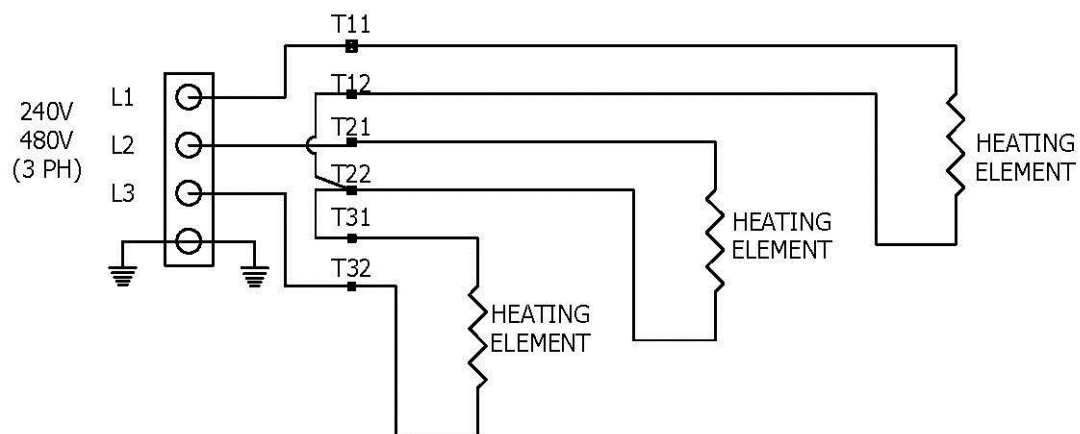 240V
480V
(3 PH)
L1
L2
L3
T11
T12
T21
T22
T31
T32
HEATING
ELEMENT
HEATING
ELEMENT
HEATING
ELEMENT